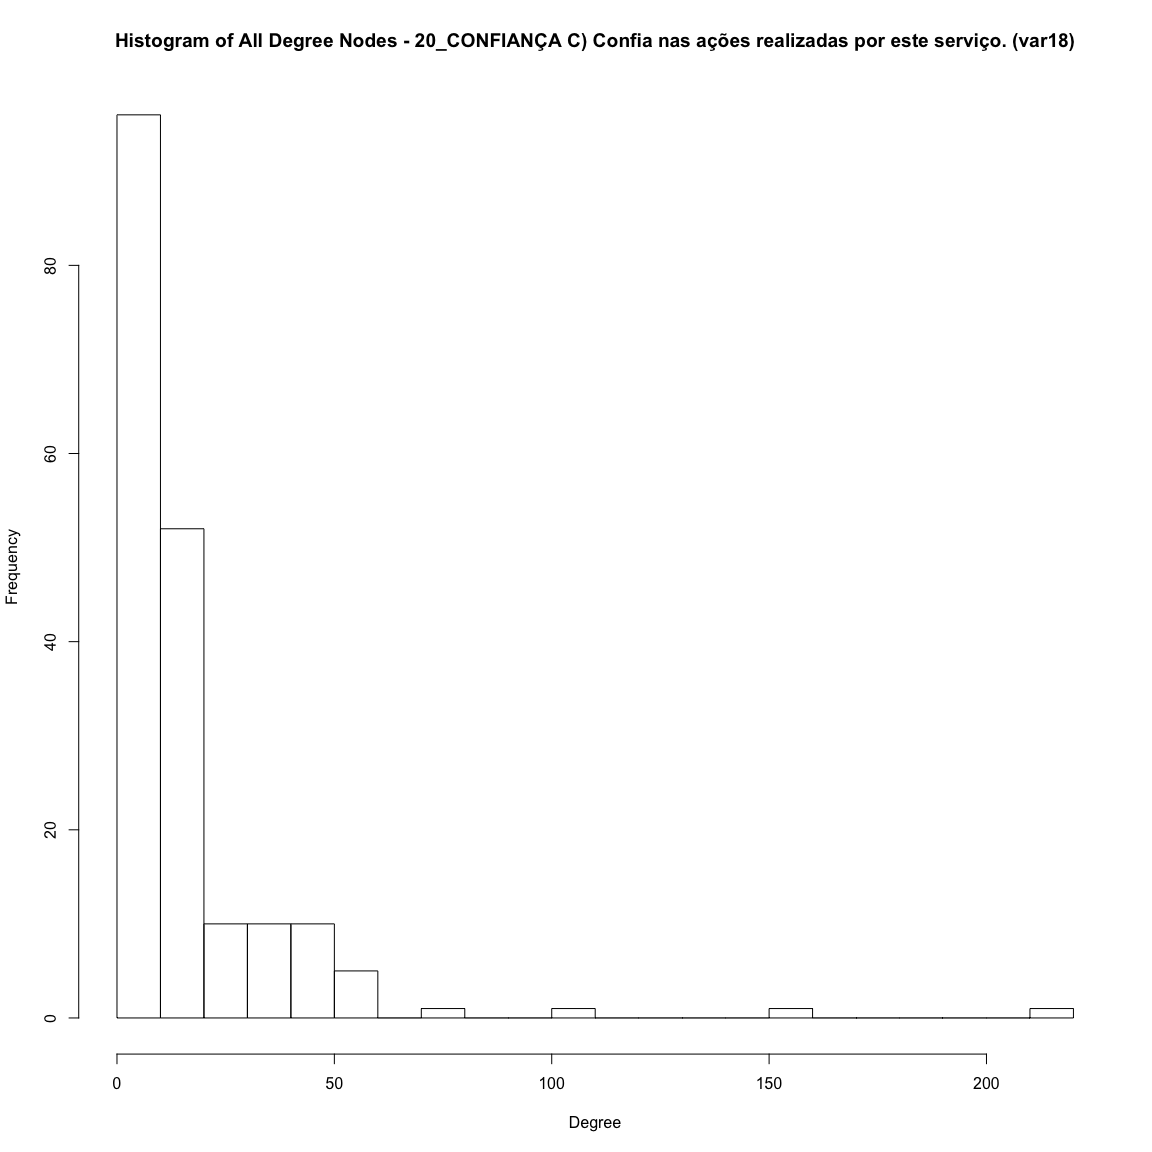 Histogram of All Degree Nodes - 20_CONFIANÇA C) Confia nas ações realizadas por este serviço. (var18)
80
60
40
20
0
Frequency
0 50 100 150 200
Degree